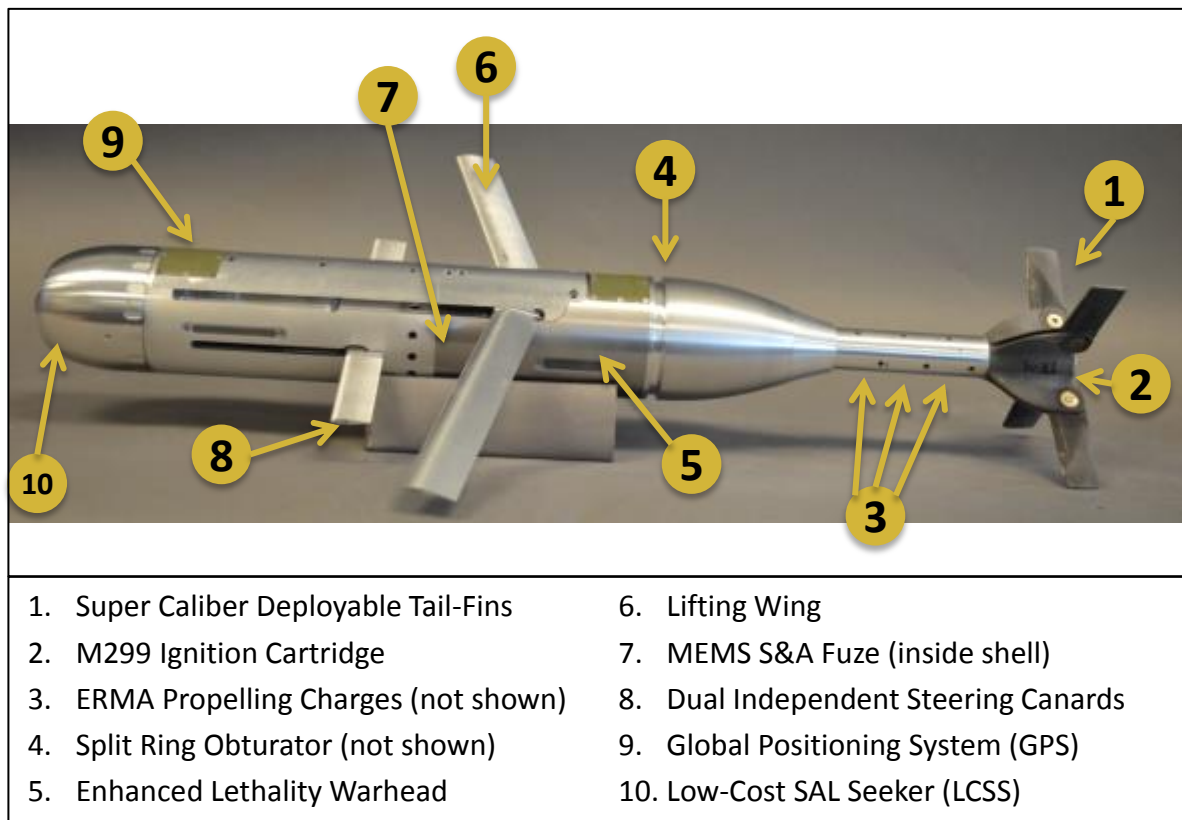 6
7
9
4
1
2
8
5
10
3
1. Super Caliber Deployable Tail-Fins
2. M299 Ignition Cartridge
3. ERMA Propelling Charges (not shown)
4. Split Ring Obturator (not shown)
5. Enhanced Lethality Warhead
6. Lifting Wing
7. MEMS S&A Fuze (inside shell)
8. Dual Independent Steering Canards
9. Global Positioning System (GPS)
10. Low-Cost SAL Seeker (LCSS)